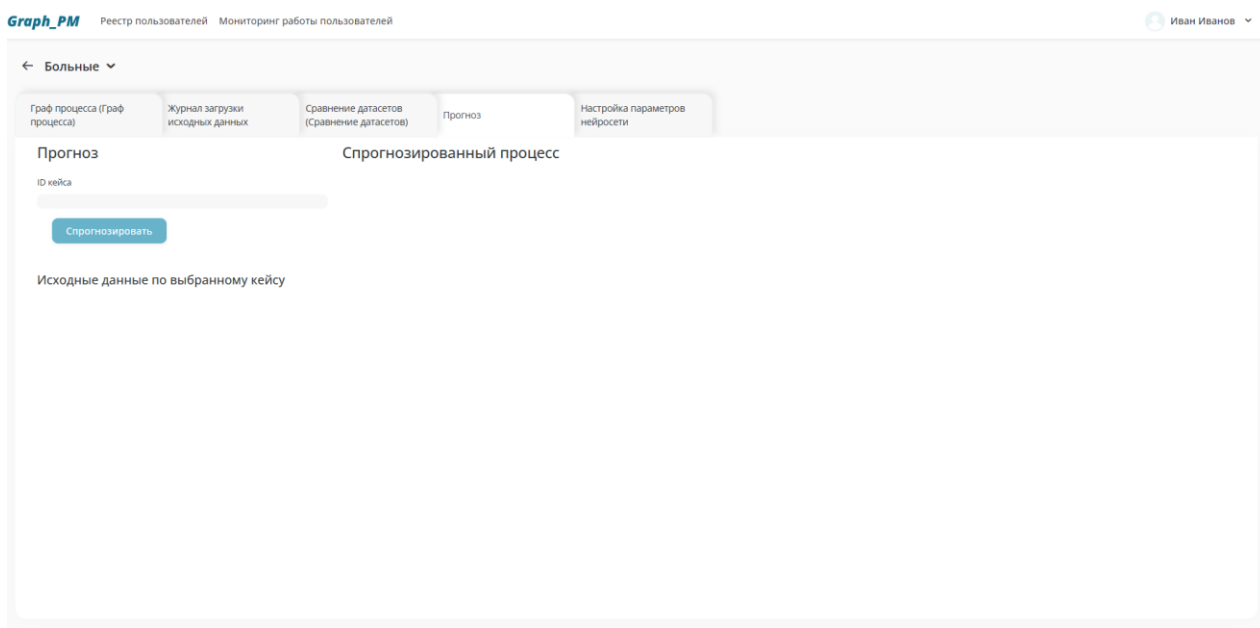 Graph_PM Реестр пользователей Мониторинг работы пользователей Иван Иванов
Больные
Граф процесса (Граф
процесса)
Журнал загрузки
исходных данных
Сравнение датасетов
(Сравнение датасетов)
Прогноз
Настройка параметров
нейросети
Прогноз
Спрогнозированный процесс
ID кейса
Спрогнозировать
Исходные данные по выбранному кейсу